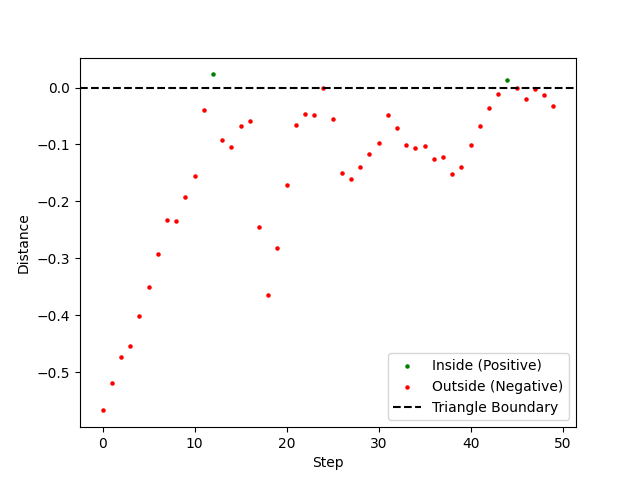 0.0
−0.1
−0.2
−0.3
−0.4
−0.5
Distance
0 10 20 30 40 50
Step
Inside (Positive)
Outside (Negative)
Triangle Boundary